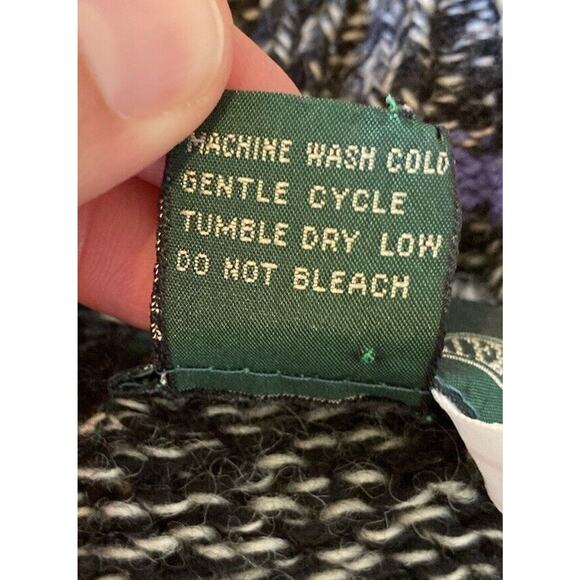 MACHINE WASH COLD
GENTLE CYCLE
TUMBLE DRY LOW
DO NOT BLEACH